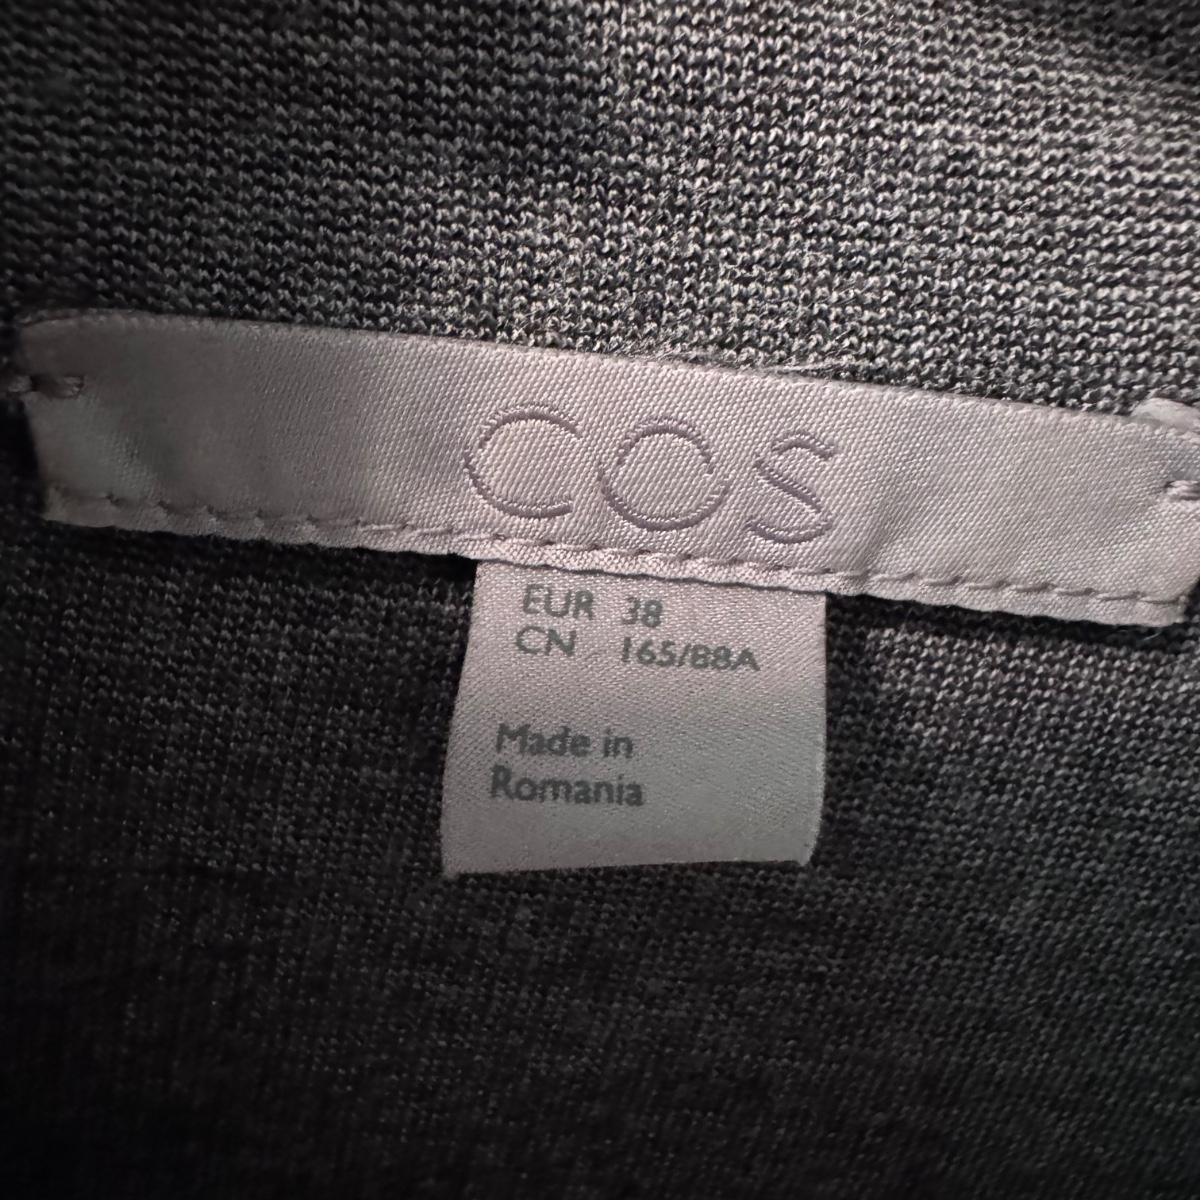 COS
EUR 38
CN 165/88A
Made in
Romania